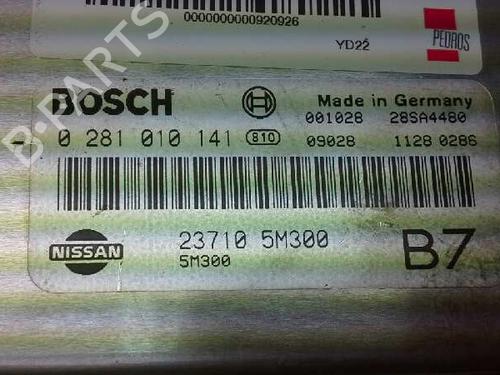 0000000000920926
YD22
PEDROS
B-PARTS
BOSCH
Made in Germany
001028 28SA4480
0 281 010 141 810
09028 1128 0286
NISSAN
23710 5M300
5M300
B7